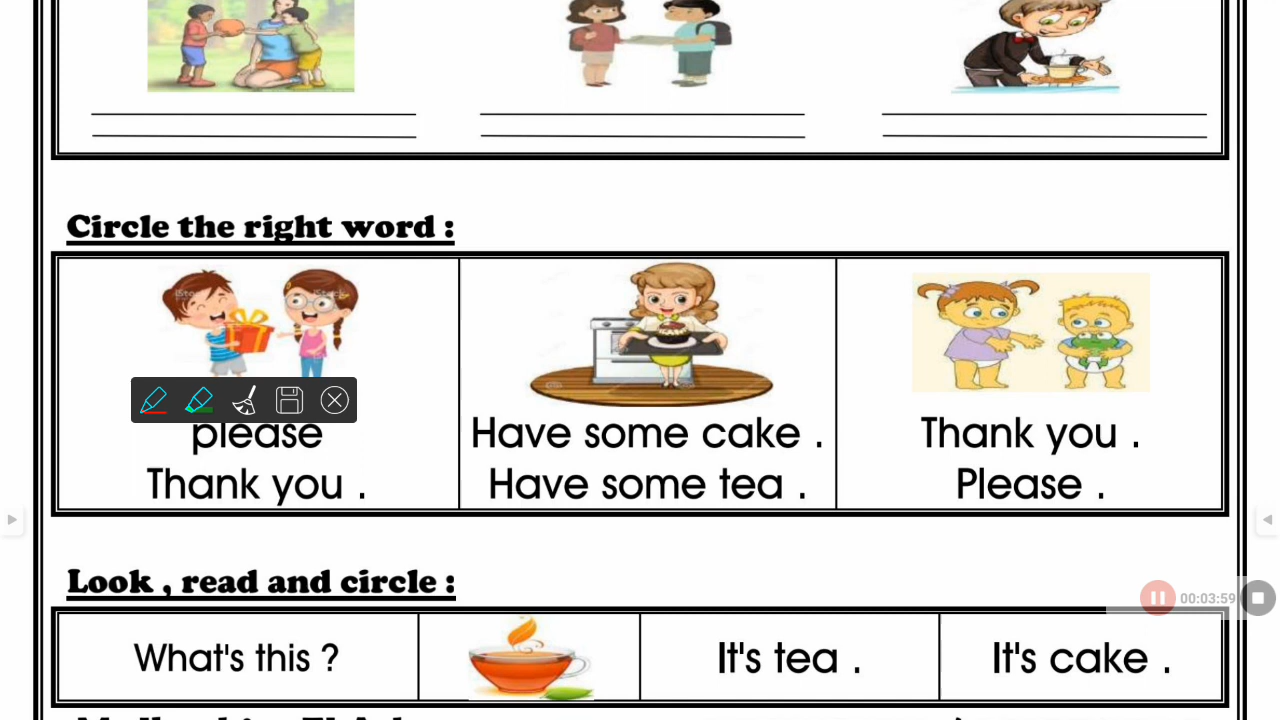 Circle the right word :
please
Thank you .
Have some cake .
Have some tea .
Thank you .
Please .
Look , read and circle :
What's this ?
It's tea .
It's cake .
00:03:59